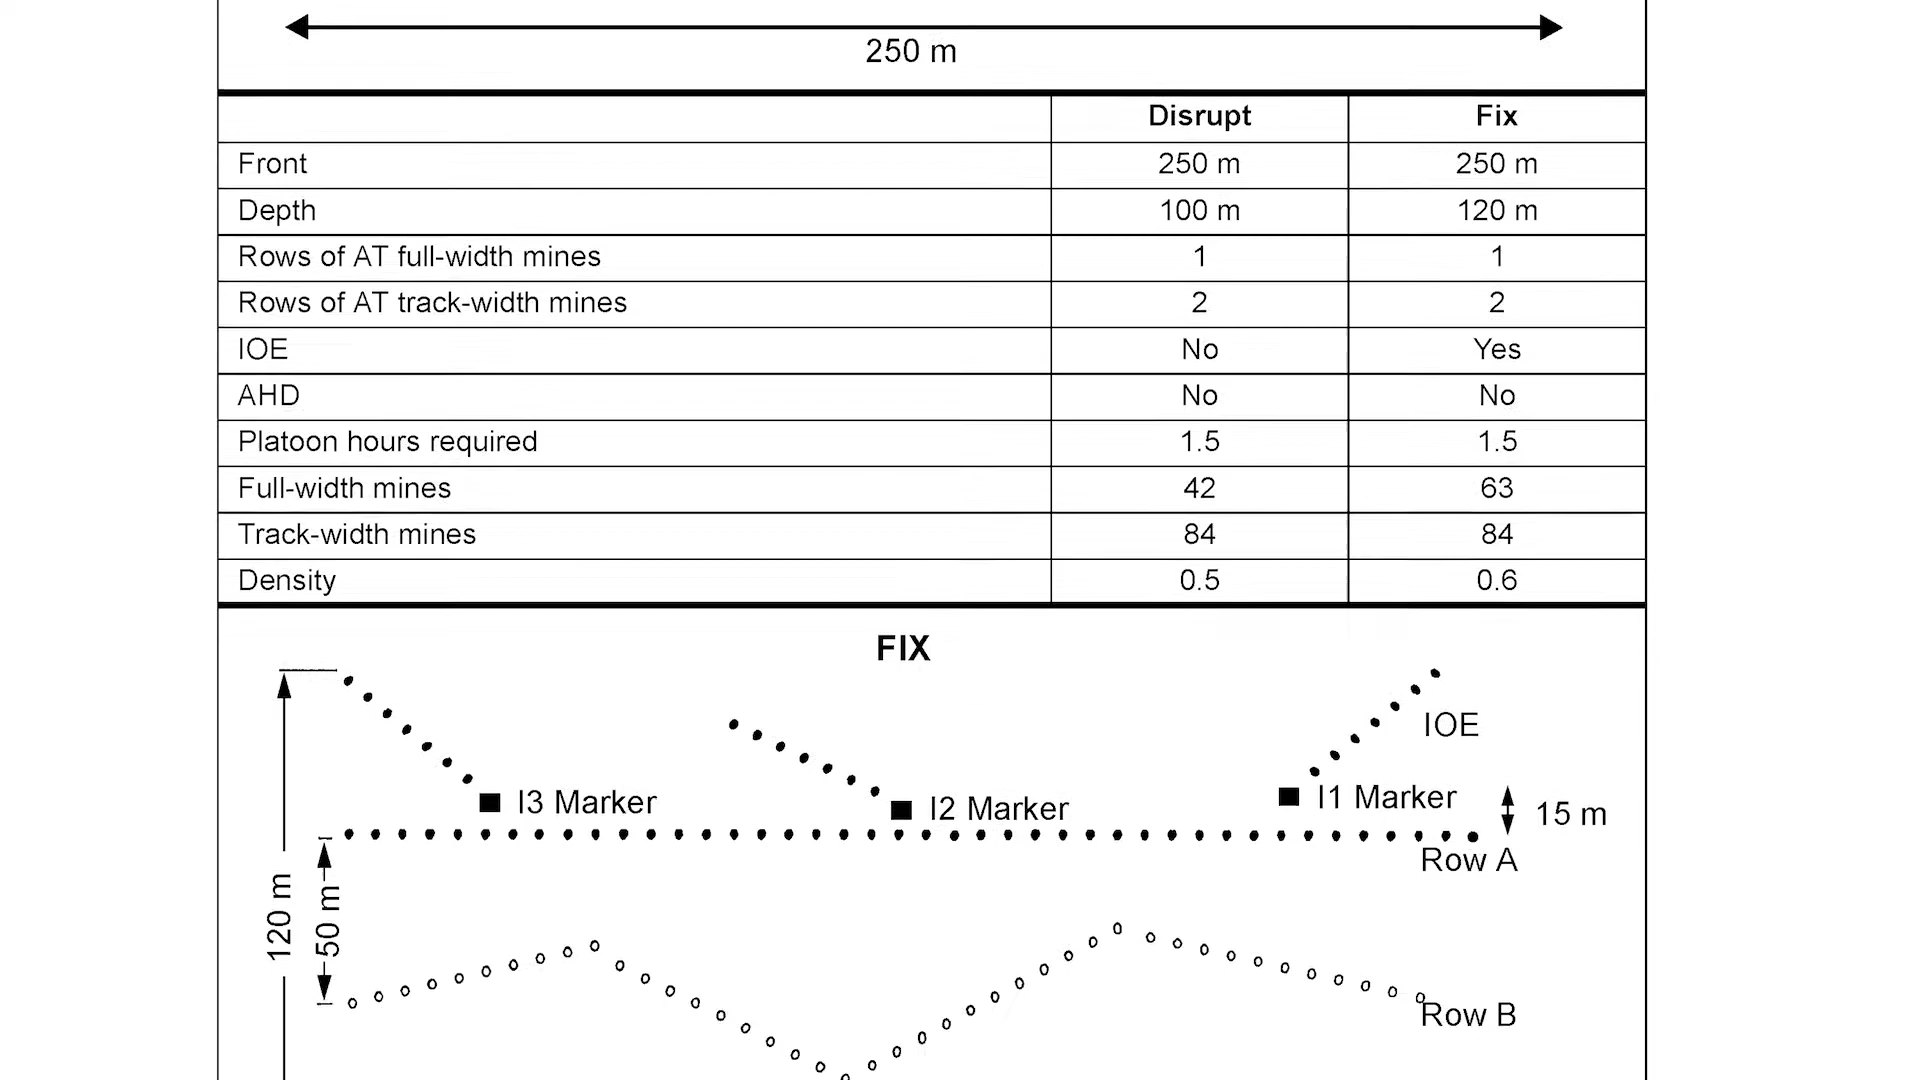 250 m
Disrupt Fix
Front 250 m 250 m
Depth 100 m 120 m
Rows of AT full-width mines 1 1
Rows of AT track-width mines 2 2
IOE No Yes
AHD No No
Platoon hours required 1.5 1.5
Full-width mines 42 63
Track-width mines 84 84
Density 0.5 0.6
FIX
IOE
I3 Marker
I2 Marker
I1 Marker
15 m
Row A
120 m
50 m
Row B